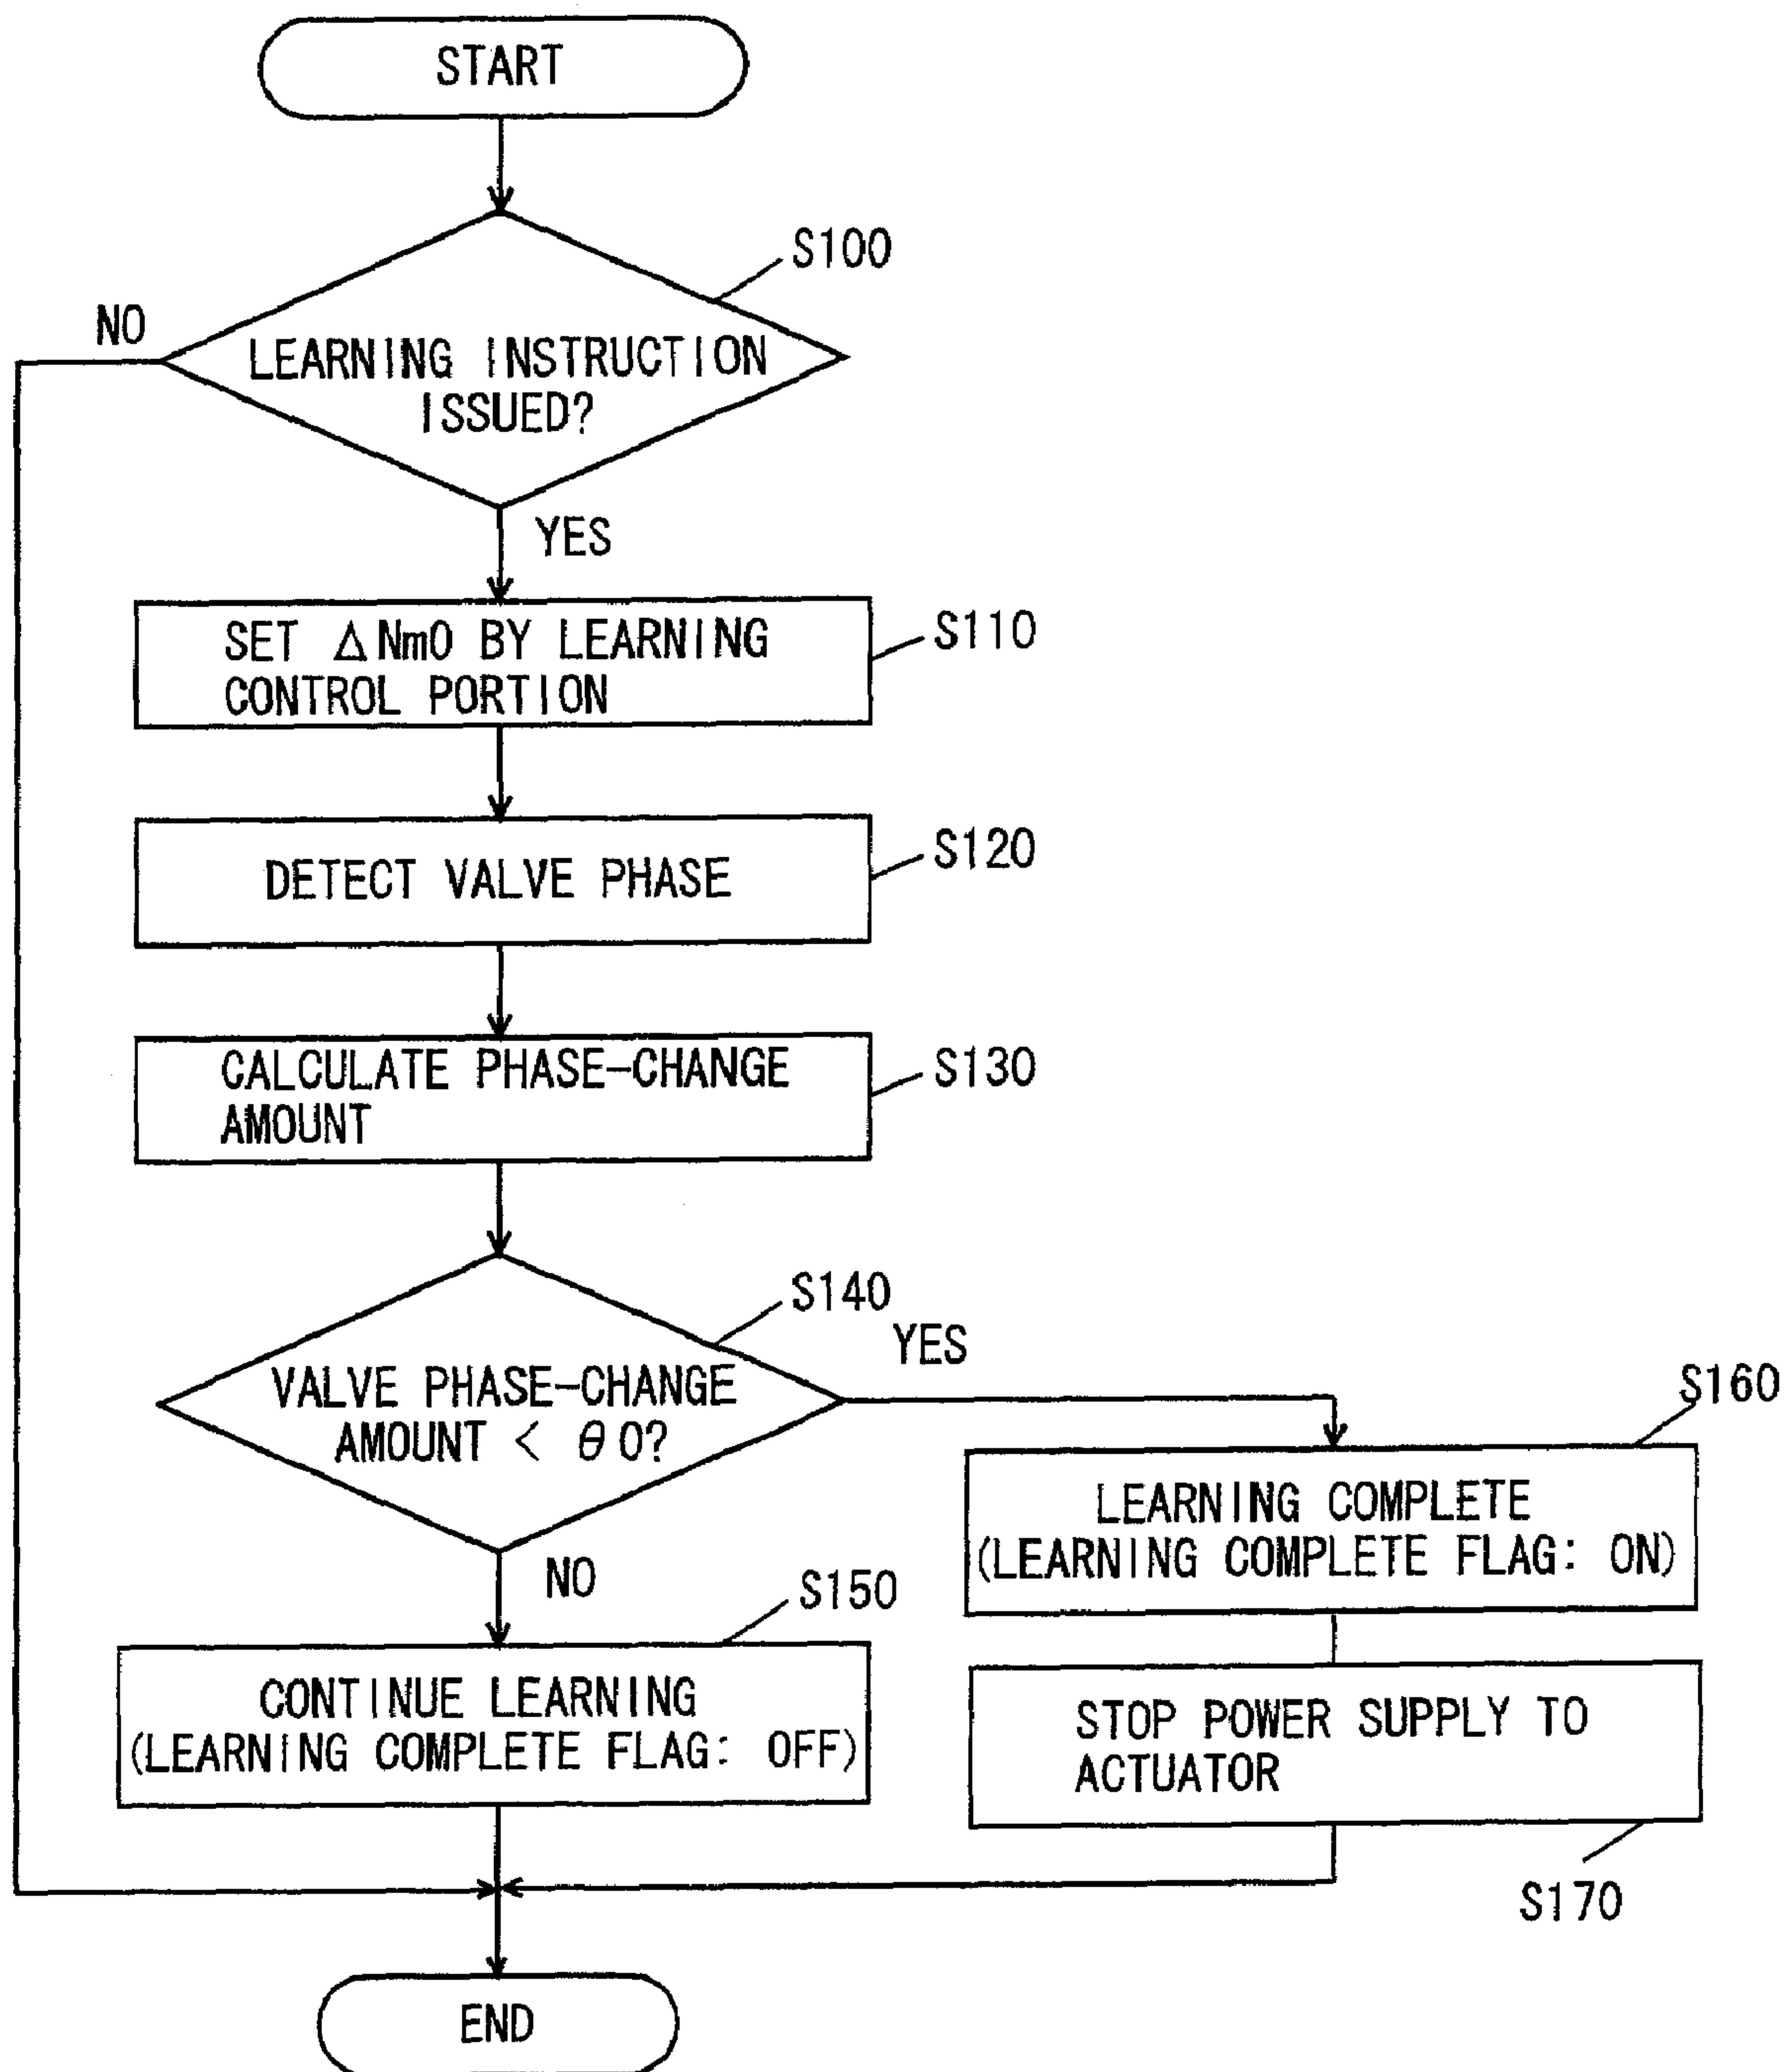 START
S100
NO
LEARNING INSTRUCTION
ISSUED?
YES
SET ΔNm0 BY LEARNING
CONTROL PORTION
S110
DETECT VALVE PHASE
S120
CALCULATE PHASE-CHANGE
AMOUNT
S130
S140
VALVE PHASE-CHANGE
AMOUNT < θ0?
YES
NO
S160
LEARNING COMPLETE
(LEARNING COMPLETE FLAG: ON)
S150
CONTINUE LEARNING
(LEARNING COMPLETE FLAG: OFF)
STOP POWER SUPPLY TO
ACTUATOR
S170
END